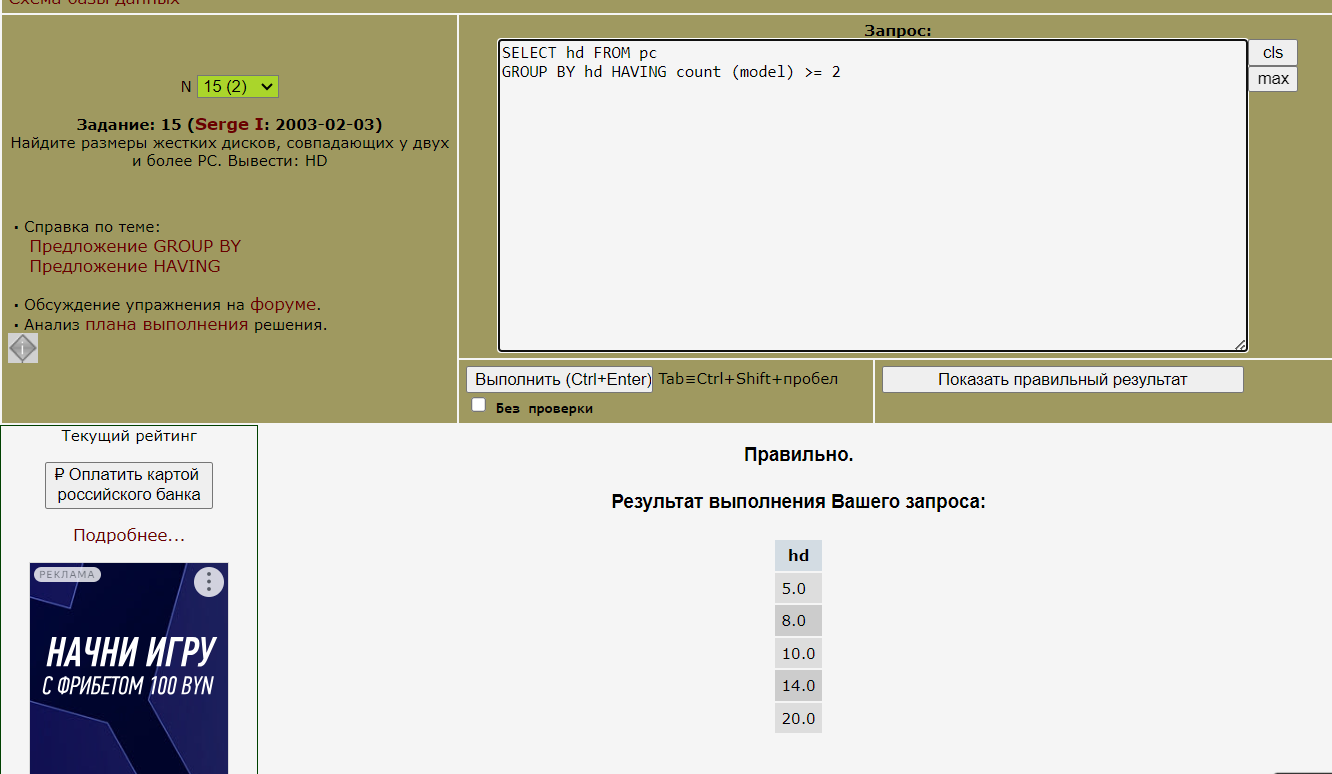 Схема базы данных
N 15 (2)
Задание: 15 (Serge I: 2003-02-03)
Найдите размеры жестких дисков, совпадающих у двух
и более PC. Вывести: HD
· Справка по теме:
Предложение GROUP BY
Предложение HAVING
· Обсуждение упражнения на форуме.
· Анализ плана выполнения решения.
i
Запрос:
SELECT hd FROM pc
GROUP BY hd HAVING count (model) >= 2
cls
max
Выполнить (Ctrl+Enter) Tab≡Ctrl+Shift+пробел
Без проверки
Показать правильный результат
Текущий рейтинг
₽ Оплатить картой
российского банка
Подробнее...
РЕКЛАМА
НАЧНИ ИГРУ
С ФРИБЕТОМ 100 BYN
Правильно.
Результат выполнения Вашего запроса:
hd
5.0
8.0
10.0
14.0
20.0